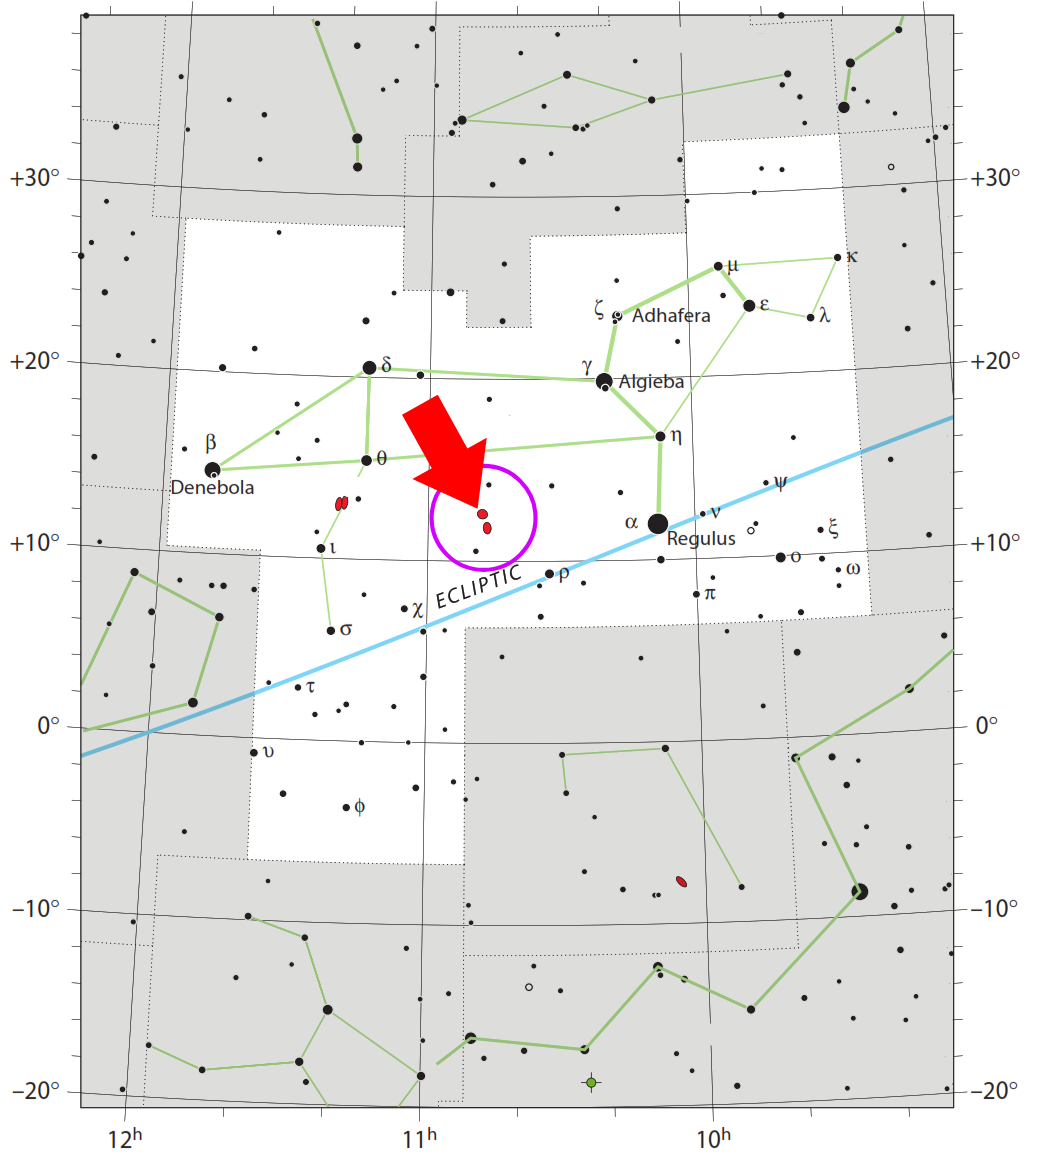 +30° +30°
μ κ
ε
ζ Adhafera λ
+20° +20°
δ γ Algieba
β θ η
Denebola
ψ
α ν
Regulus ξ
+10° +10°
ι ο
ρ ω
ECLIPTIC
χ π
σ
τ
0° 0°
υ
ϕ
−10° −10°
−20° −20°
12h 11h 10h